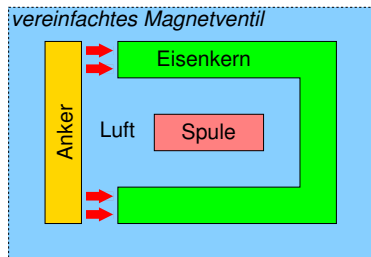 vereinfachtes Magnetventil
Eisenkern
Anker
Luft
Spule